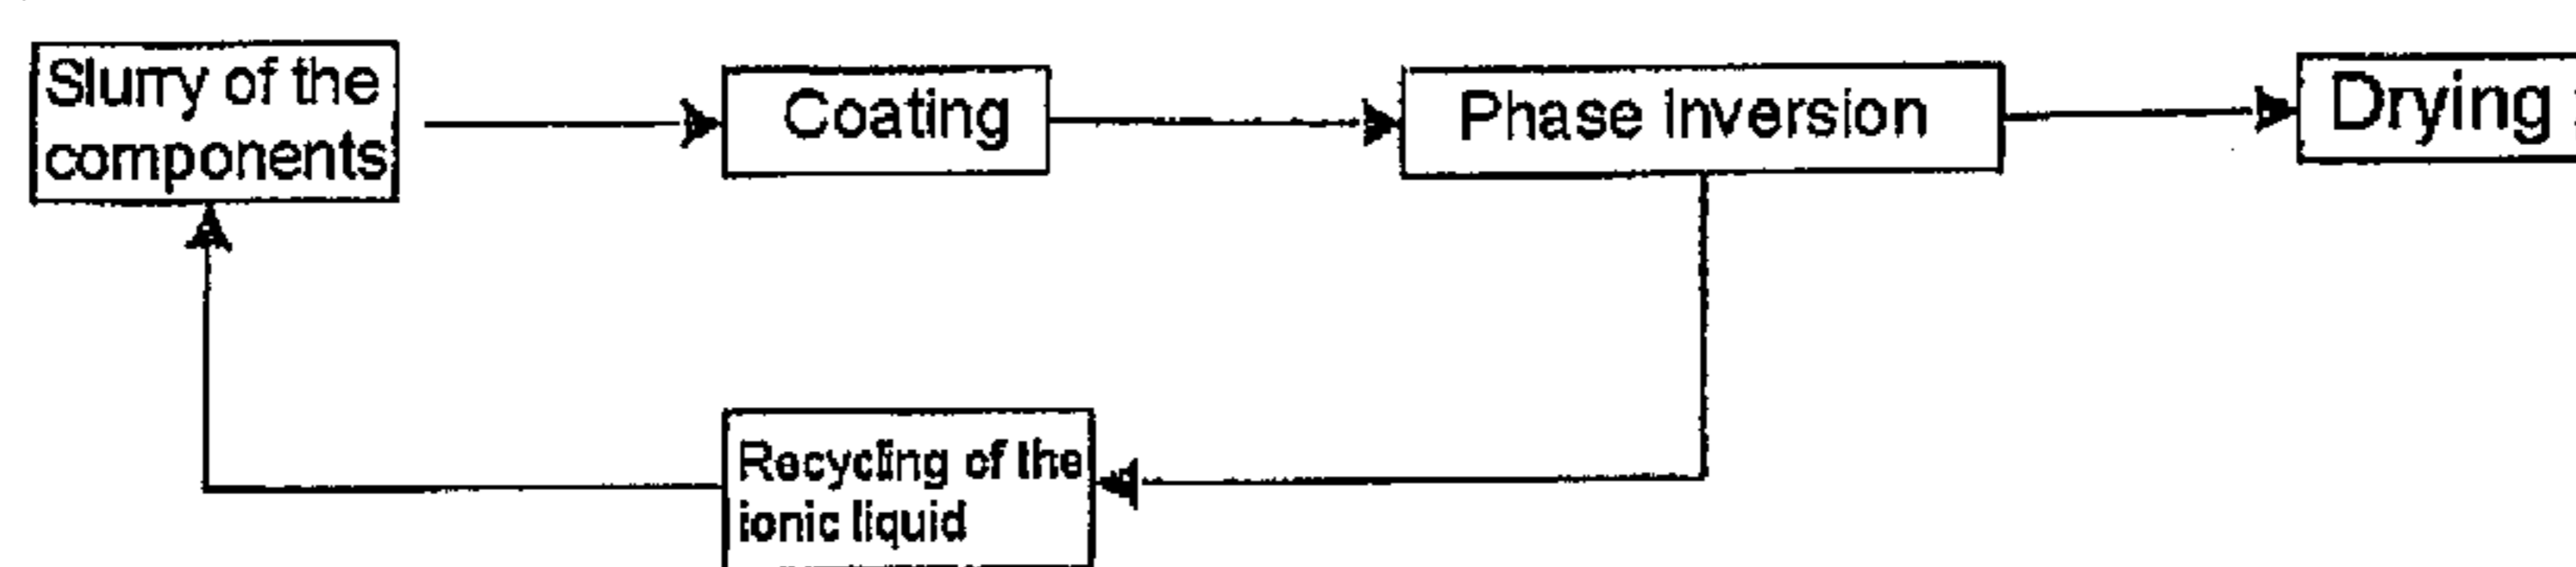 Slurry of the
components
Coating
Phase inversion
Drying
Recycling of the
ionic liquid